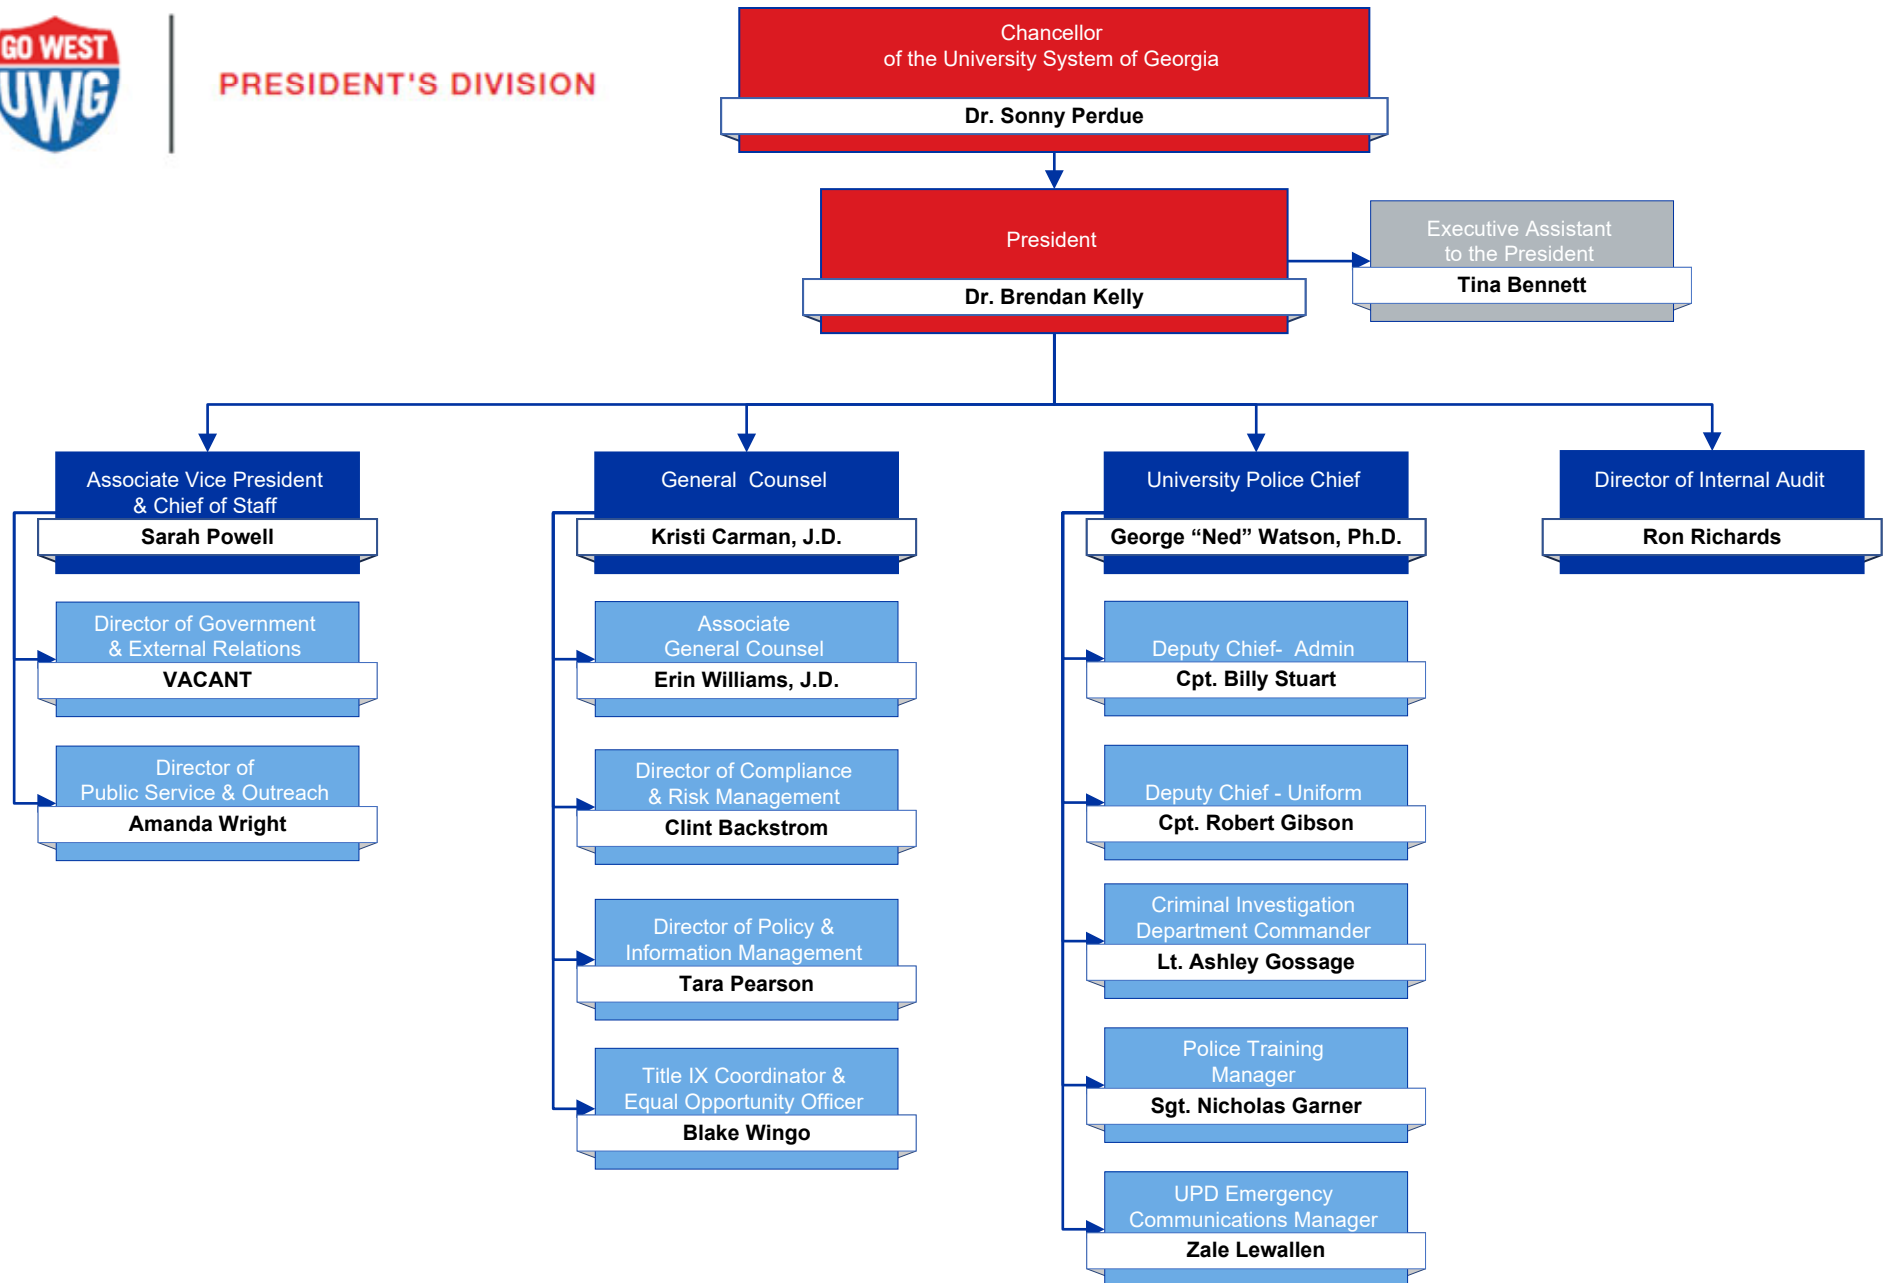 GO WEST
UWG
PRESIDENT'S DIVISION
Chancellor
of the University System of Georgia
Dr. Sonny Perdue
President
Dr. Brendan Kelly
Executive Assistant
to the President
Tina Bennett
Associate Vice President
& Chief of Staff
Sarah Powell
Director of Government
& External Relations
VACANT
Director of
Public Service & Outreach
Amanda Wright
General  Counsel
Kristi Carman, J.D.
Associate
General Counsel
Erin Williams, J.D.
Director of Compliance
& Risk Management
Clint Backstrom
Director of Policy &
Information Management
Tara Pearson
Title IX Coordinator &
Equal Opportunity Officer
Blake Wingo
University Police Chief
George “Ned” Watson, Ph.D.
Deputy Chief-  Admin
Cpt. Billy Stuart
Deputy Chief - Uniform
Cpt. Robert Gibson
Criminal Investigation
Department Commander
Lt. Ashley Gossage
Police Training
Manager
Sgt. Nicholas Garner
UPD Emergency
Communications Manager
Zale Lewallen
Director of Internal Audit
Ron Richards